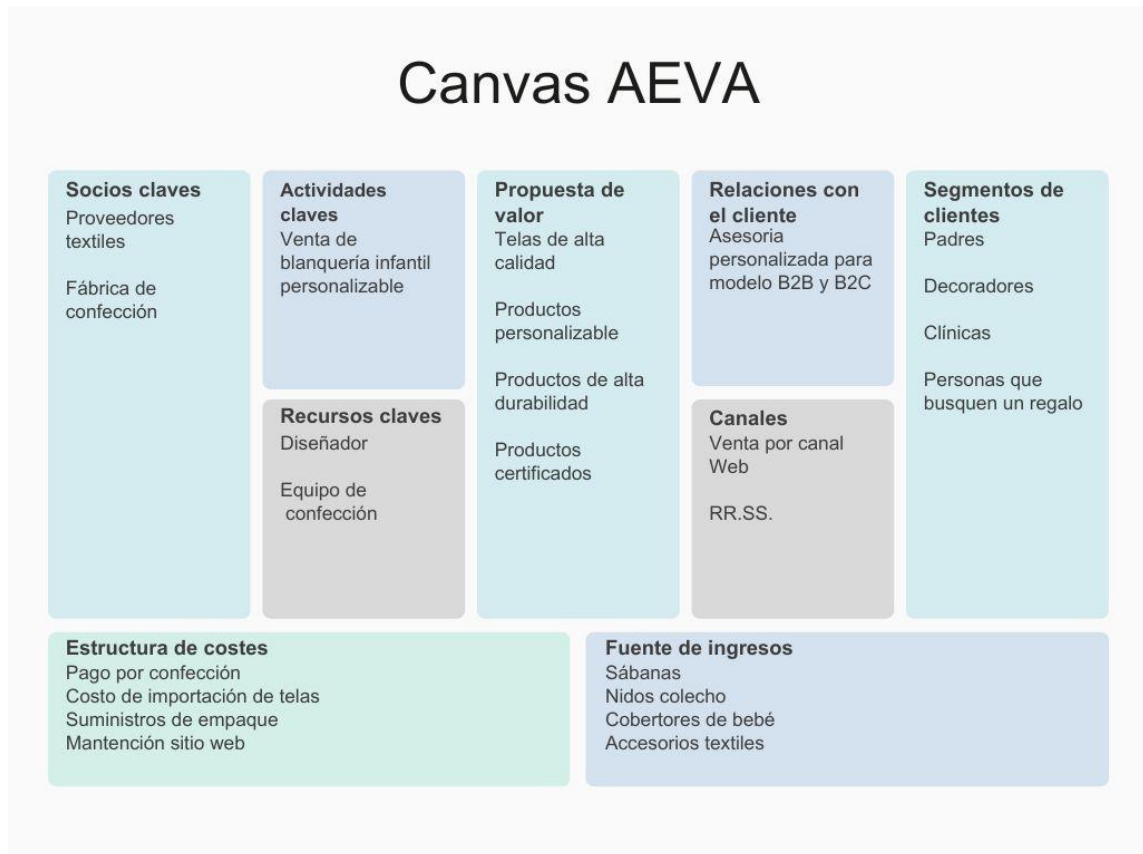 Canvas AEVA
Socios claves
Proveedores
textiles
Fábrica de
confección
Actividades
claves
Venta de
blanquería infantil
personalizable
Recursos claves
Diseñador
Equipo de
confección
Propuesta de
valor
Telas de alta
calidad
Productos
personalizable
Productos de alta
durabilidad
Productos
certificados
Relaciones con
el cliente
Asesoria
personalizada para
modelo B2B y B2C
Canales
Venta por canal
Web
RR.SS.
Segmentos de
clientes
Padres
Decoradores
Clínicas
Personas que
busquen un regalo
Estructura de costes
Pago por confección
Costo de importación de telas
Suministros de empaque
Mantención sitio web
Fuente de ingresos
Sábanas
Nidos colecho
Cobertores de bebé
Accesorios textiles